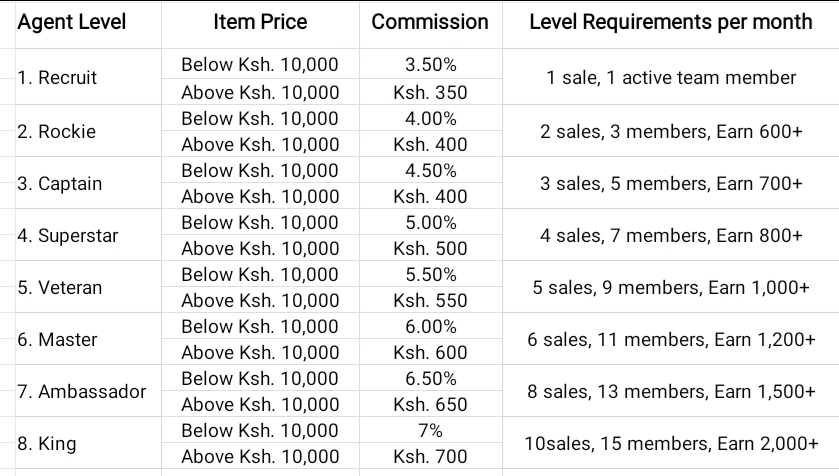 Agent Level Item Price Commission Level Requirements per month
1. Recruit Below Ksh. 10,000 3.50% 1 sale, 1 active team member
Above Ksh. 10,000 Ksh. 350
2. Rockie Below Ksh. 10,000 4.00% 2 sales, 3 members, Earn 600+
Above Ksh. 10,000 Ksh. 400
3. Captain Below Ksh. 10,000 4.50% 3 sales, 5 members, Earn 700+
Above Ksh. 10,000 Ksh. 400
4. Superstar Below Ksh. 10,000 5.00% 4 sales, 7 members, Earn 800+
Above Ksh. 10,000 Ksh. 500
5. Veteran Below Ksh. 10,000 5.50% 5 sales, 9 members, Earn 1,000+
Above Ksh. 10,000 Ksh. 550
6. Master Below Ksh. 10,000 6.00% 6 sales, 11 members, Earn 1,200+
Above Ksh. 10,000 Ksh. 600
7. Ambassador Below Ksh. 10,000 6.50% 8 sales, 13 members, Earn 1,500+
Above Ksh. 10,000 Ksh. 650
8. King Below Ksh. 10,000 7% 10sales, 15 members, Earn 2,000+
Above Ksh. 10,000 Ksh. 700